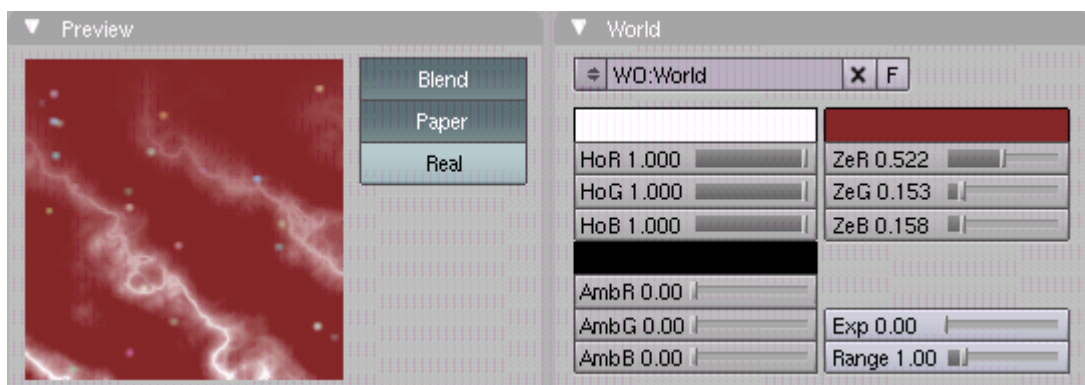 Preview
Blend
Paper
Real
World
WO:World
X F
HoR 1.000
HoG 1.000
HoB 1.000
ZeR 0.522
ZeG 0.153
ZeB 0.158
AmbR 0.00
AmbG 0.00
AmbB 0.00
Exp 0.00
Range 1.00